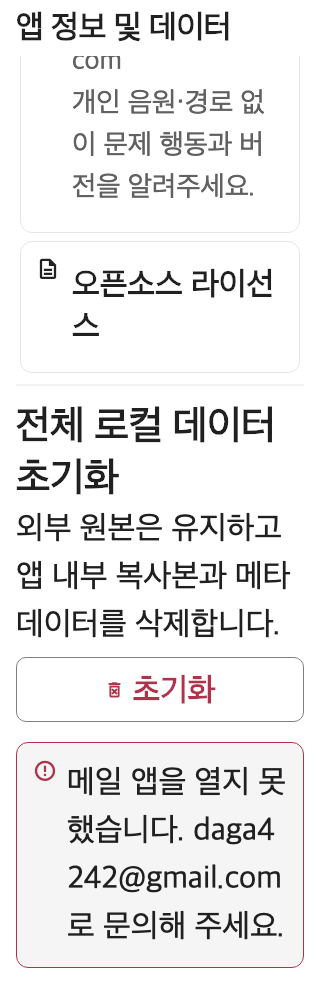 앱 정보 및 데이터
com
개인 음원·경로 없
이 문제 행동과 버
전을 알려주세요.
오픈소스 라이선
스
전체 로컬 데이터
초기화
외부 원본은 유지하고
앱 내부 복사본과 메타
데이터를 삭제합니다.
초기화
메일 앱을 열지 못
했습니다. daga4
242@gmail.com
로 문의해 주세요.